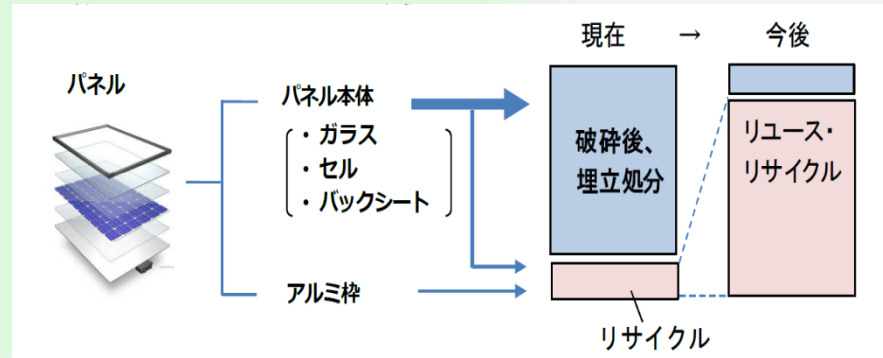 現在 → 今後
パネル
パネル本体
・ ガラス
・ セル
・ バックシート
アルミ枠
破砕後、
埋立処分
リサイクル
リユース・
リサイクル